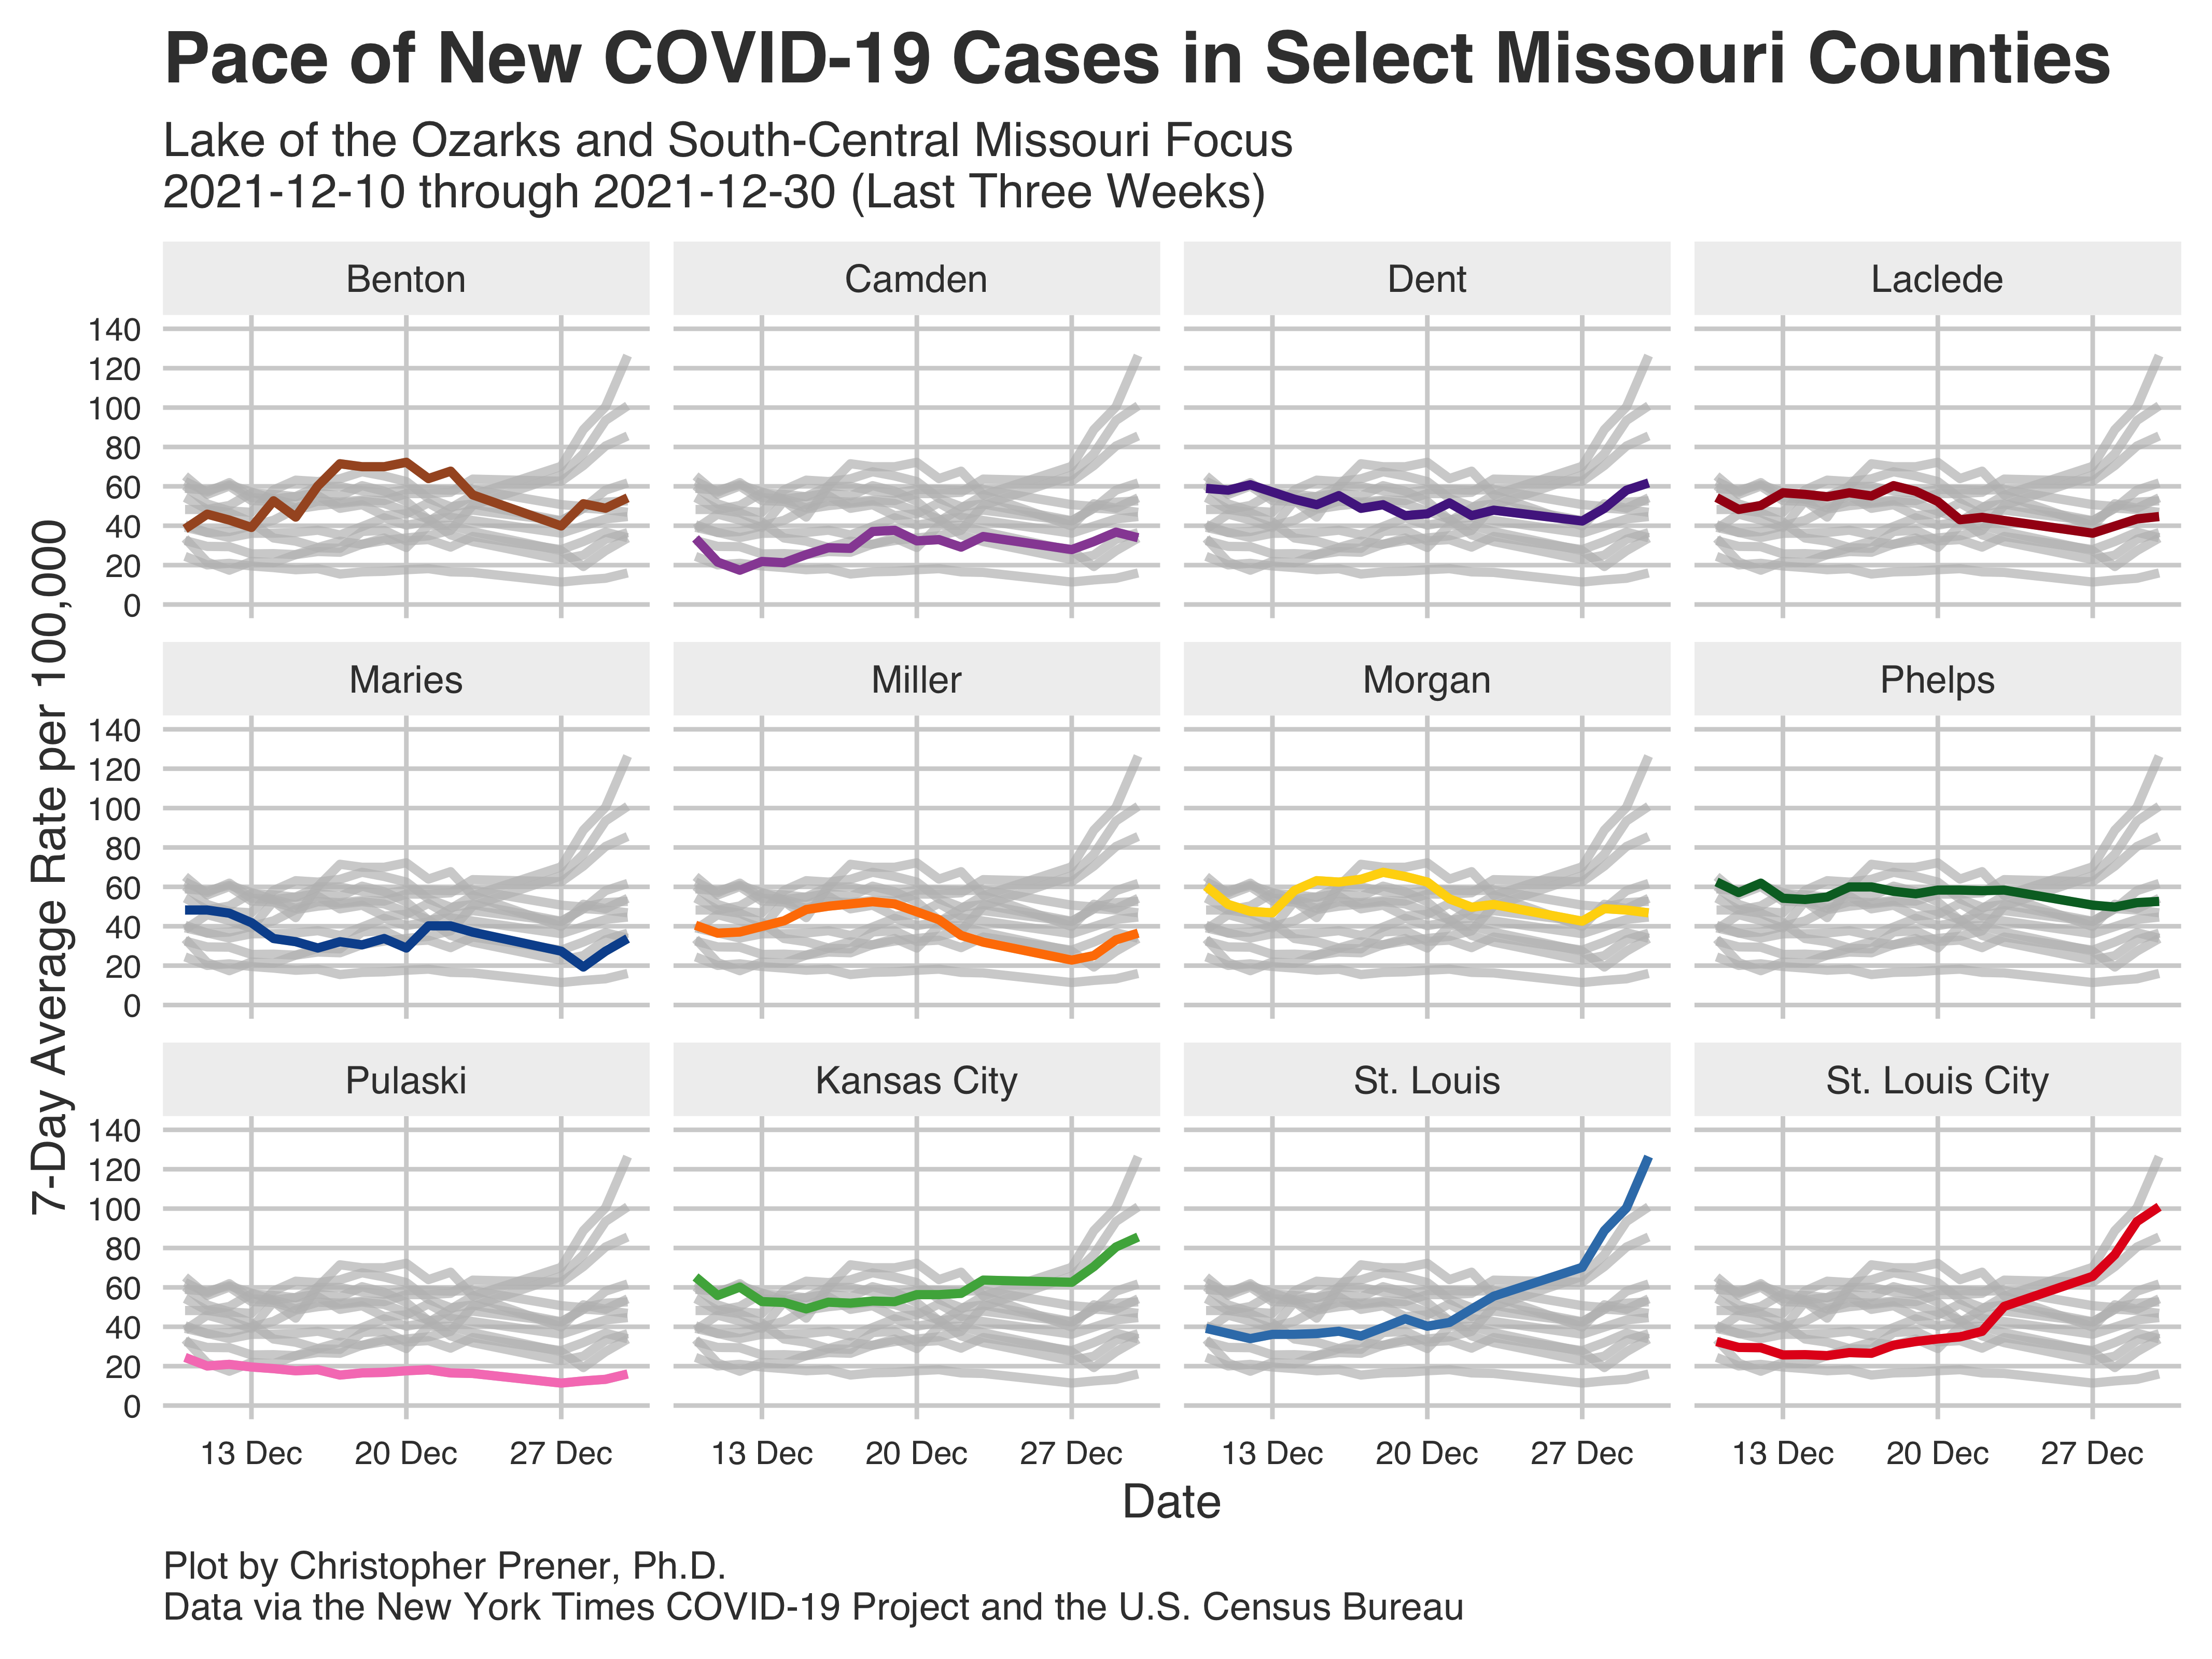 Pace of New COVID-19 Cases in Select Missouri Counties
Lake of the Ozarks and South-Central Missouri Focus
2021-12-10 through 2021-12-30 (Last Three Weeks)
7-Day Average Rate per 100,000
Benton
Camden
Dent
Laclede
140
120
100
80
60
40
20
0
Maries
Miller
Morgan
Phelps
140
120
100
80
60
40
20
0
Pulaski
Kansas City
St. Louis
St. Louis City
140
120
100
80
60
40
20
0
13 Dec
20 Dec
27 Dec
13 Dec
20 Dec
27 Dec
13 Dec
20 Dec
27 Dec
13 Dec
20 Dec
27 Dec
Date
Plot by Christopher Prener, Ph.D.
Data via the New York Times COVID-19 Project and the U.S. Census Bureau